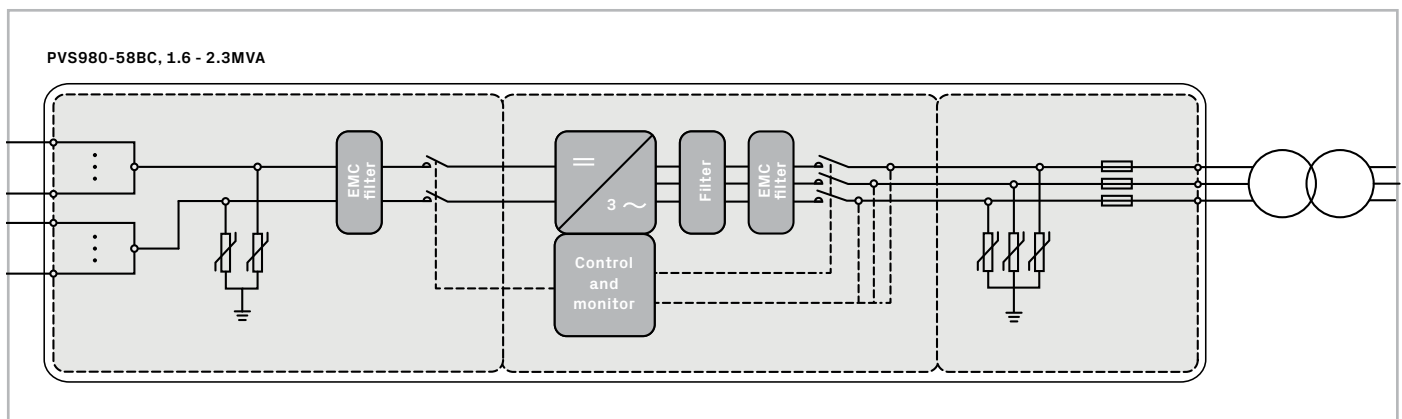 PVS980-58BC, 1.6 - 2.3MVA
EMC
filter
3
Filter
EMC
filter
Control
and
monitor